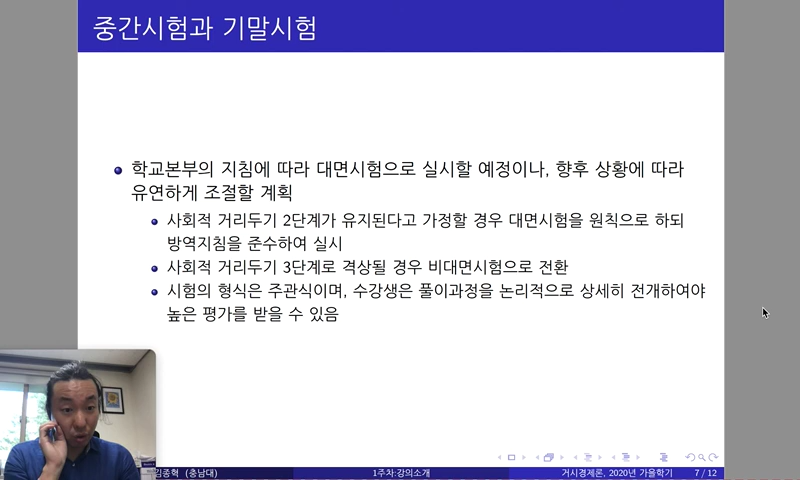 중간시험과 기말시험
학교본부의 지침에 따라 대면시험으로 실시할 예정이나, 향후 상황에 따라
유연하게 조절할 계획
사회적 거리두기 2단계가 유지된다고 가정할 경우 대면시험을 원칙으로 하되
방역지침을 준수하여 실시
사회적 거리두기 3단계로 격상될 경우 비대면시험으로 전환
시험의 형식은 주관식이며, 수강생은 풀이과정을 논리적으로 상세히 전개하여야
높은 평가를 받을 수 있음
김종혁 (충남대) 1주차:강의소개 거시경제론, 2020년 가을학기 7 / 12